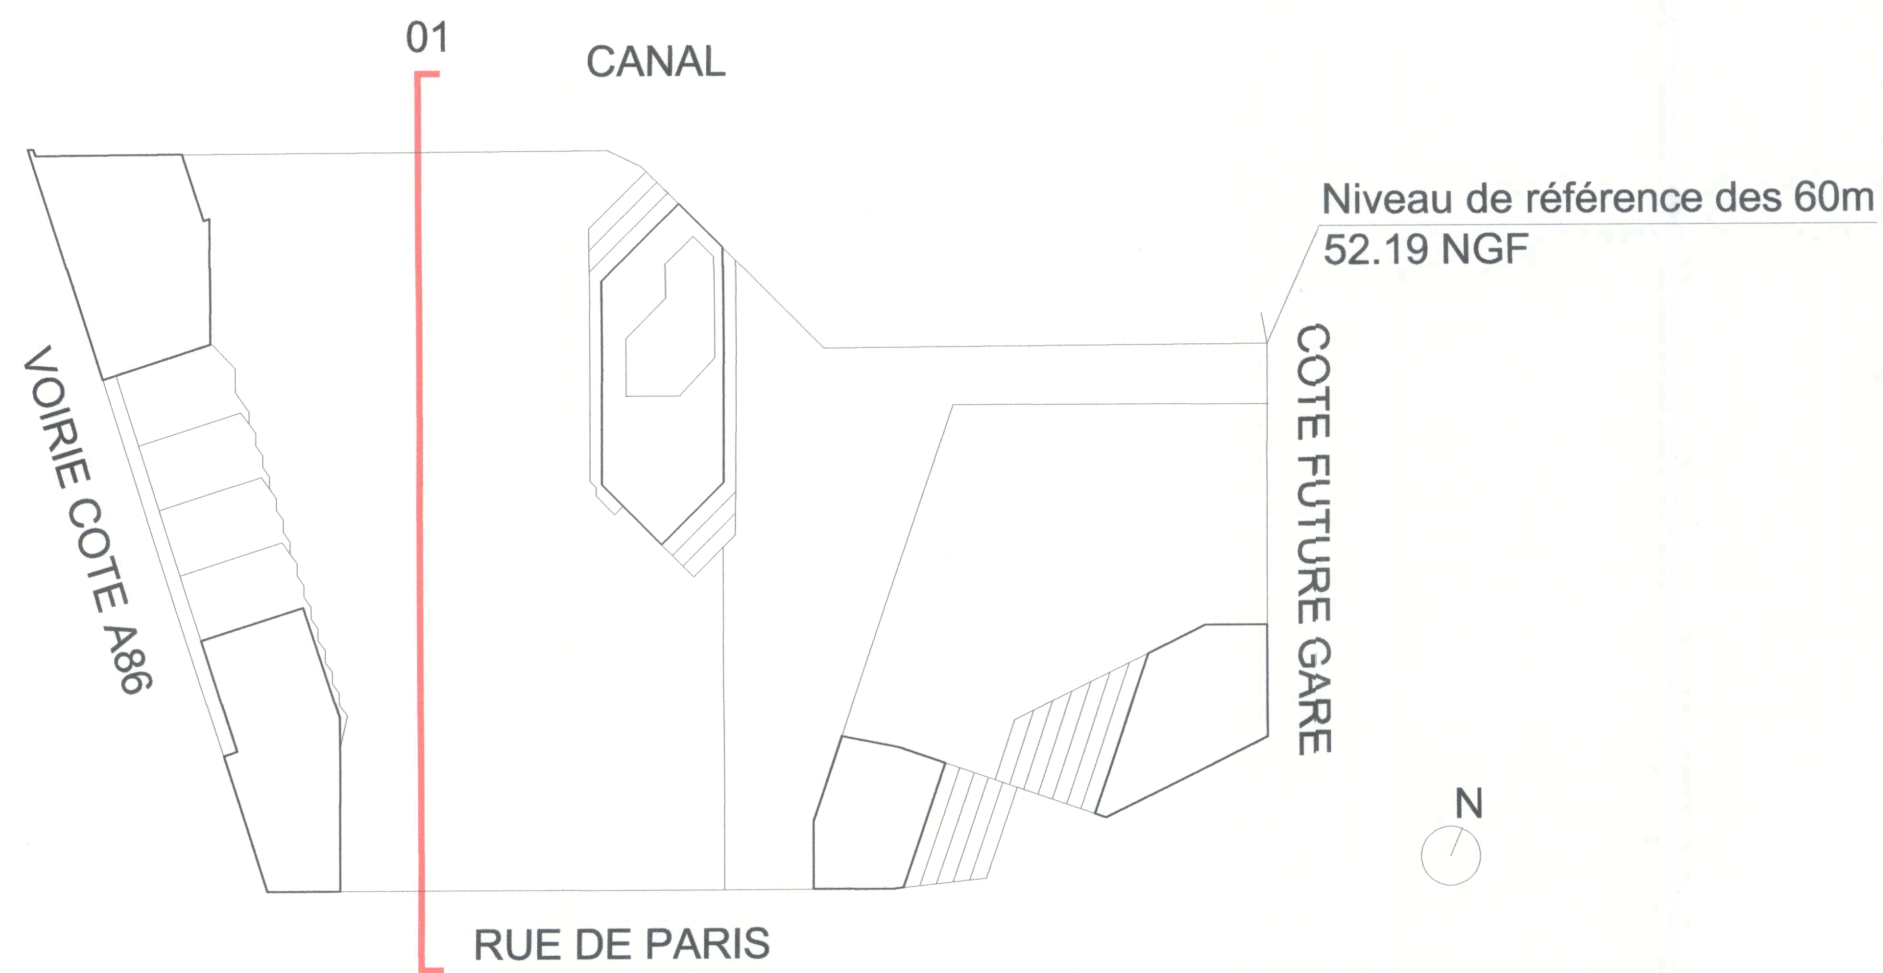 01
CANAL
Niveau de référence des 60m
52.19 NGF
VOIRIE COTE A86
COTE FUTURE GARE
N
RUE DE PARIS